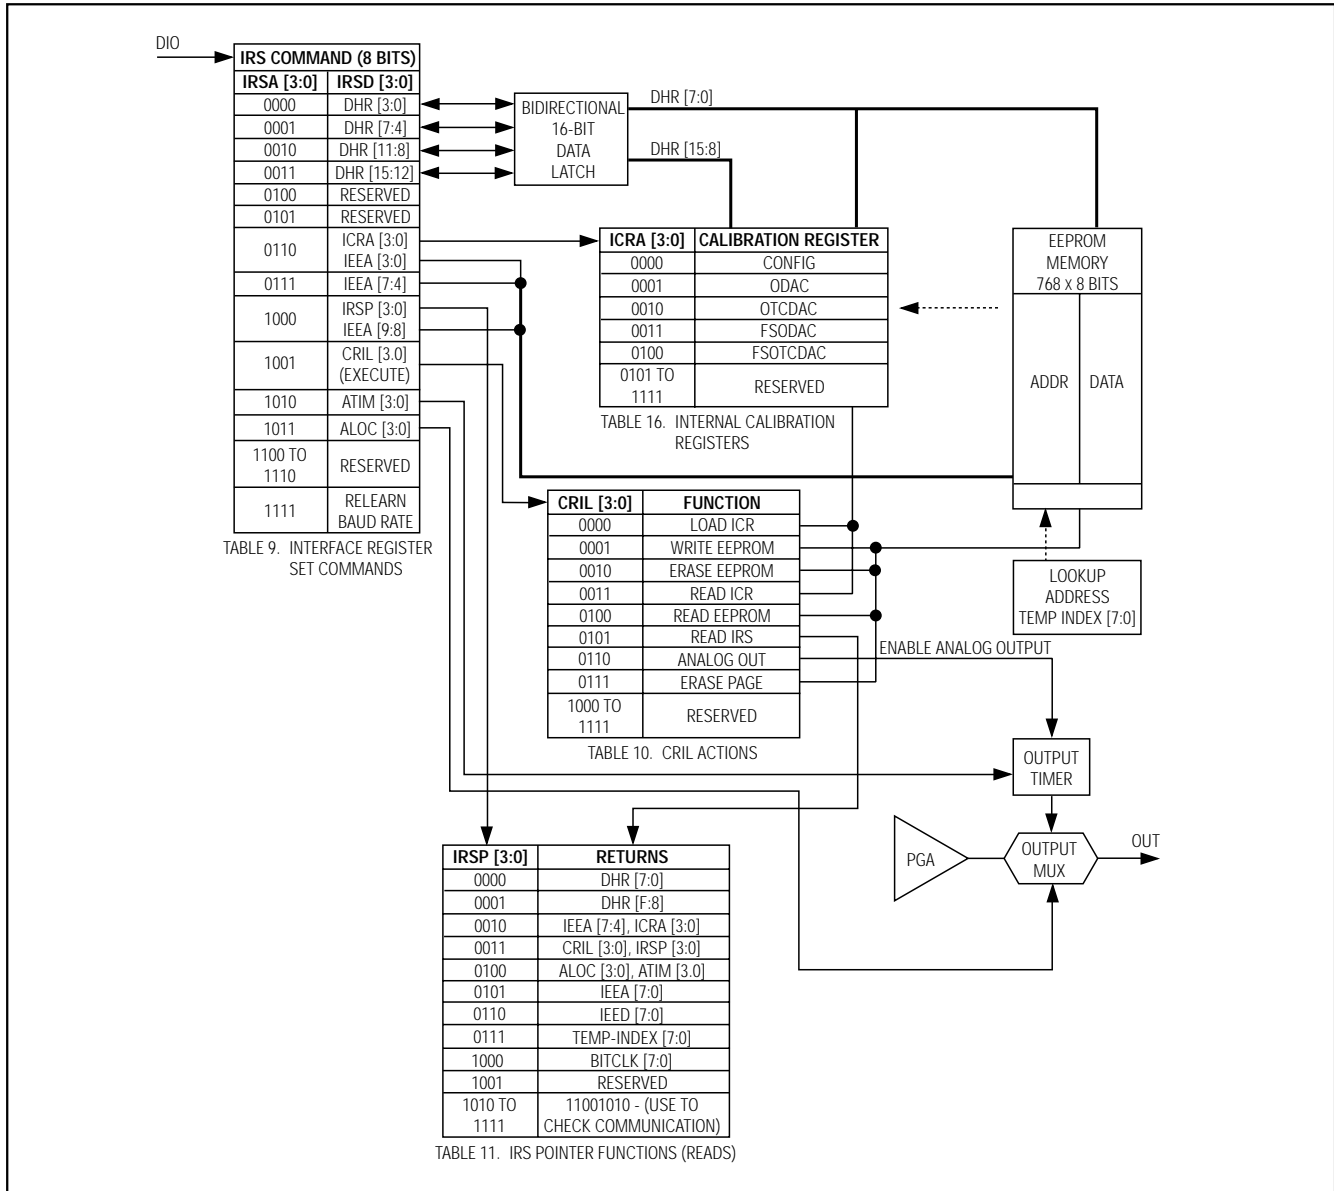 DIO
IRS COMMAND (8 BITS)
IRSA [3:0] IRSD [3:0]
0000 DHR [3:0]
0001 DHR [7:4]
0010 DHR [11:8]
0011 DHR [15:12]
0100 RESERVED
0101 RESERVED
0110 ICRA [3:0]
IEEA [3:0]
0111 IEEA [7:4]
1000 IRSP [3:0]
IEEA [9:8]
1001 CRIL [3.0]
(EXECUTE)
1010 ATIM [3:0]
1011 ALOC [3:0]
1100 TO
1110
RESERVED
1111 RELEARN
BAUD RATE
TABLE 9. INTERFACE REGISTER
SET COMMANDS
BIDIRECTIONAL
16-BIT
DATA
LATCH
DHR [7:0]
DHR [15:8]
ICRA [3:0] CALIBRATION REGISTER
0000 CONFIG
0001 ODAC
0010 OTCDAC
0011 FSODAC
0100 FSOTCDAC
0101 TO
1111
RESERVED
TABLE 16. INTERNAL CALIBRATION
REGISTERS
EEPROM
MEMORY
768 x 8 BITS
ADDR DATA
LOOKUP
ADDRESS
TEMP INDEX [7:0]
CRIL [3:0] FUNCTION
0000 LOAD ICR
0001 WRITE EEPROM
0010 ERASE EEPROM
0011 READ ICR
0100 READ EEPROM
0101 READ IRS
0110 ANALOG OUT
0111 ERASE PAGE
1000 TO
1111
RESERVED
TABLE 10. CRIL ACTIONS
ENABLE ANALOG OUTPUT
OUTPUT
TIMER
PGA
OUTPUT
MUX
OUT
IRSP [3:0] RETURNS
0000 DHR [7:0]
0001 DHR [F:8]
0010 IEEA [7:4], ICRA [3:0]
0011 CRIL [3:0], IRSP [3:0]
0100 ALOC [3:0], ATIM [3.0]
0101 IEEA [7:0]
0110 IEED [7:0]
0111 TEMP-INDEX [7:0]
1000 BITCLK [7:0]
1001 RESERVED
1010 TO
1111
11001010 - (USE TO
CHECK COMMUNICATION)
TABLE 11. IRS POINTER FUNCTIONS (READS)